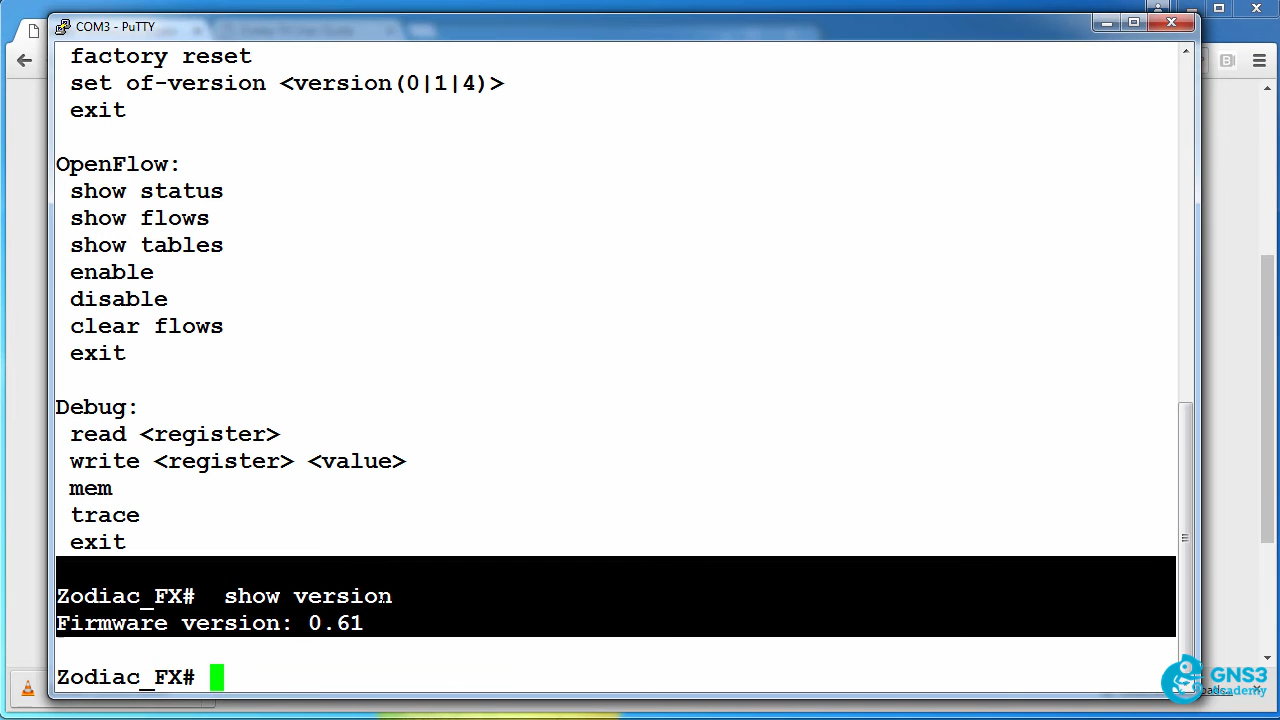 COM3 - PuTTY
factory reset
set of-version <version(0|1|4)>
exit
OpenFlow:
show status
show flows
show tables
enable
disable
clear flows
exit
Debug:
read <register>
write <register> <value>
mem
trace
exit
Zodiac_FX#  show version
Firmware version: 0.61
Zodiac_FX#
GNS3
Academy